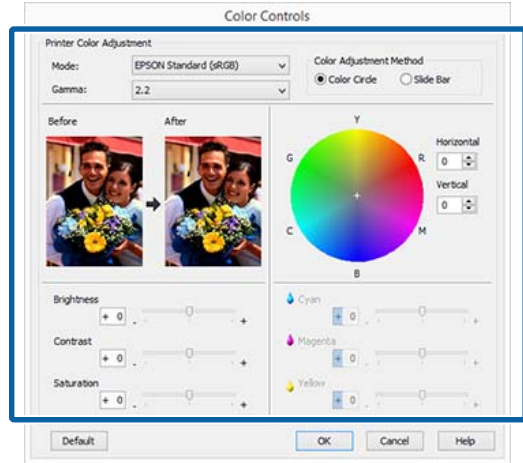 Color Controls
Printer Color Adjustment
Mode: EPSON Standard (sRGB)
Color Adjustment Method
Color Circle Slide Bar
Gamma: 2.2
Before After
Y
G R
C M
B
Horizontal
0
Vertical
0
Brightness
+ 0 - +
Contrast
+ 0 - +
Saturation
+ 0 - +
Cyan
+ 0 - +
Magenta
+ 0 - +
Yellow
+ 0 - +
Default OK Cancel Help